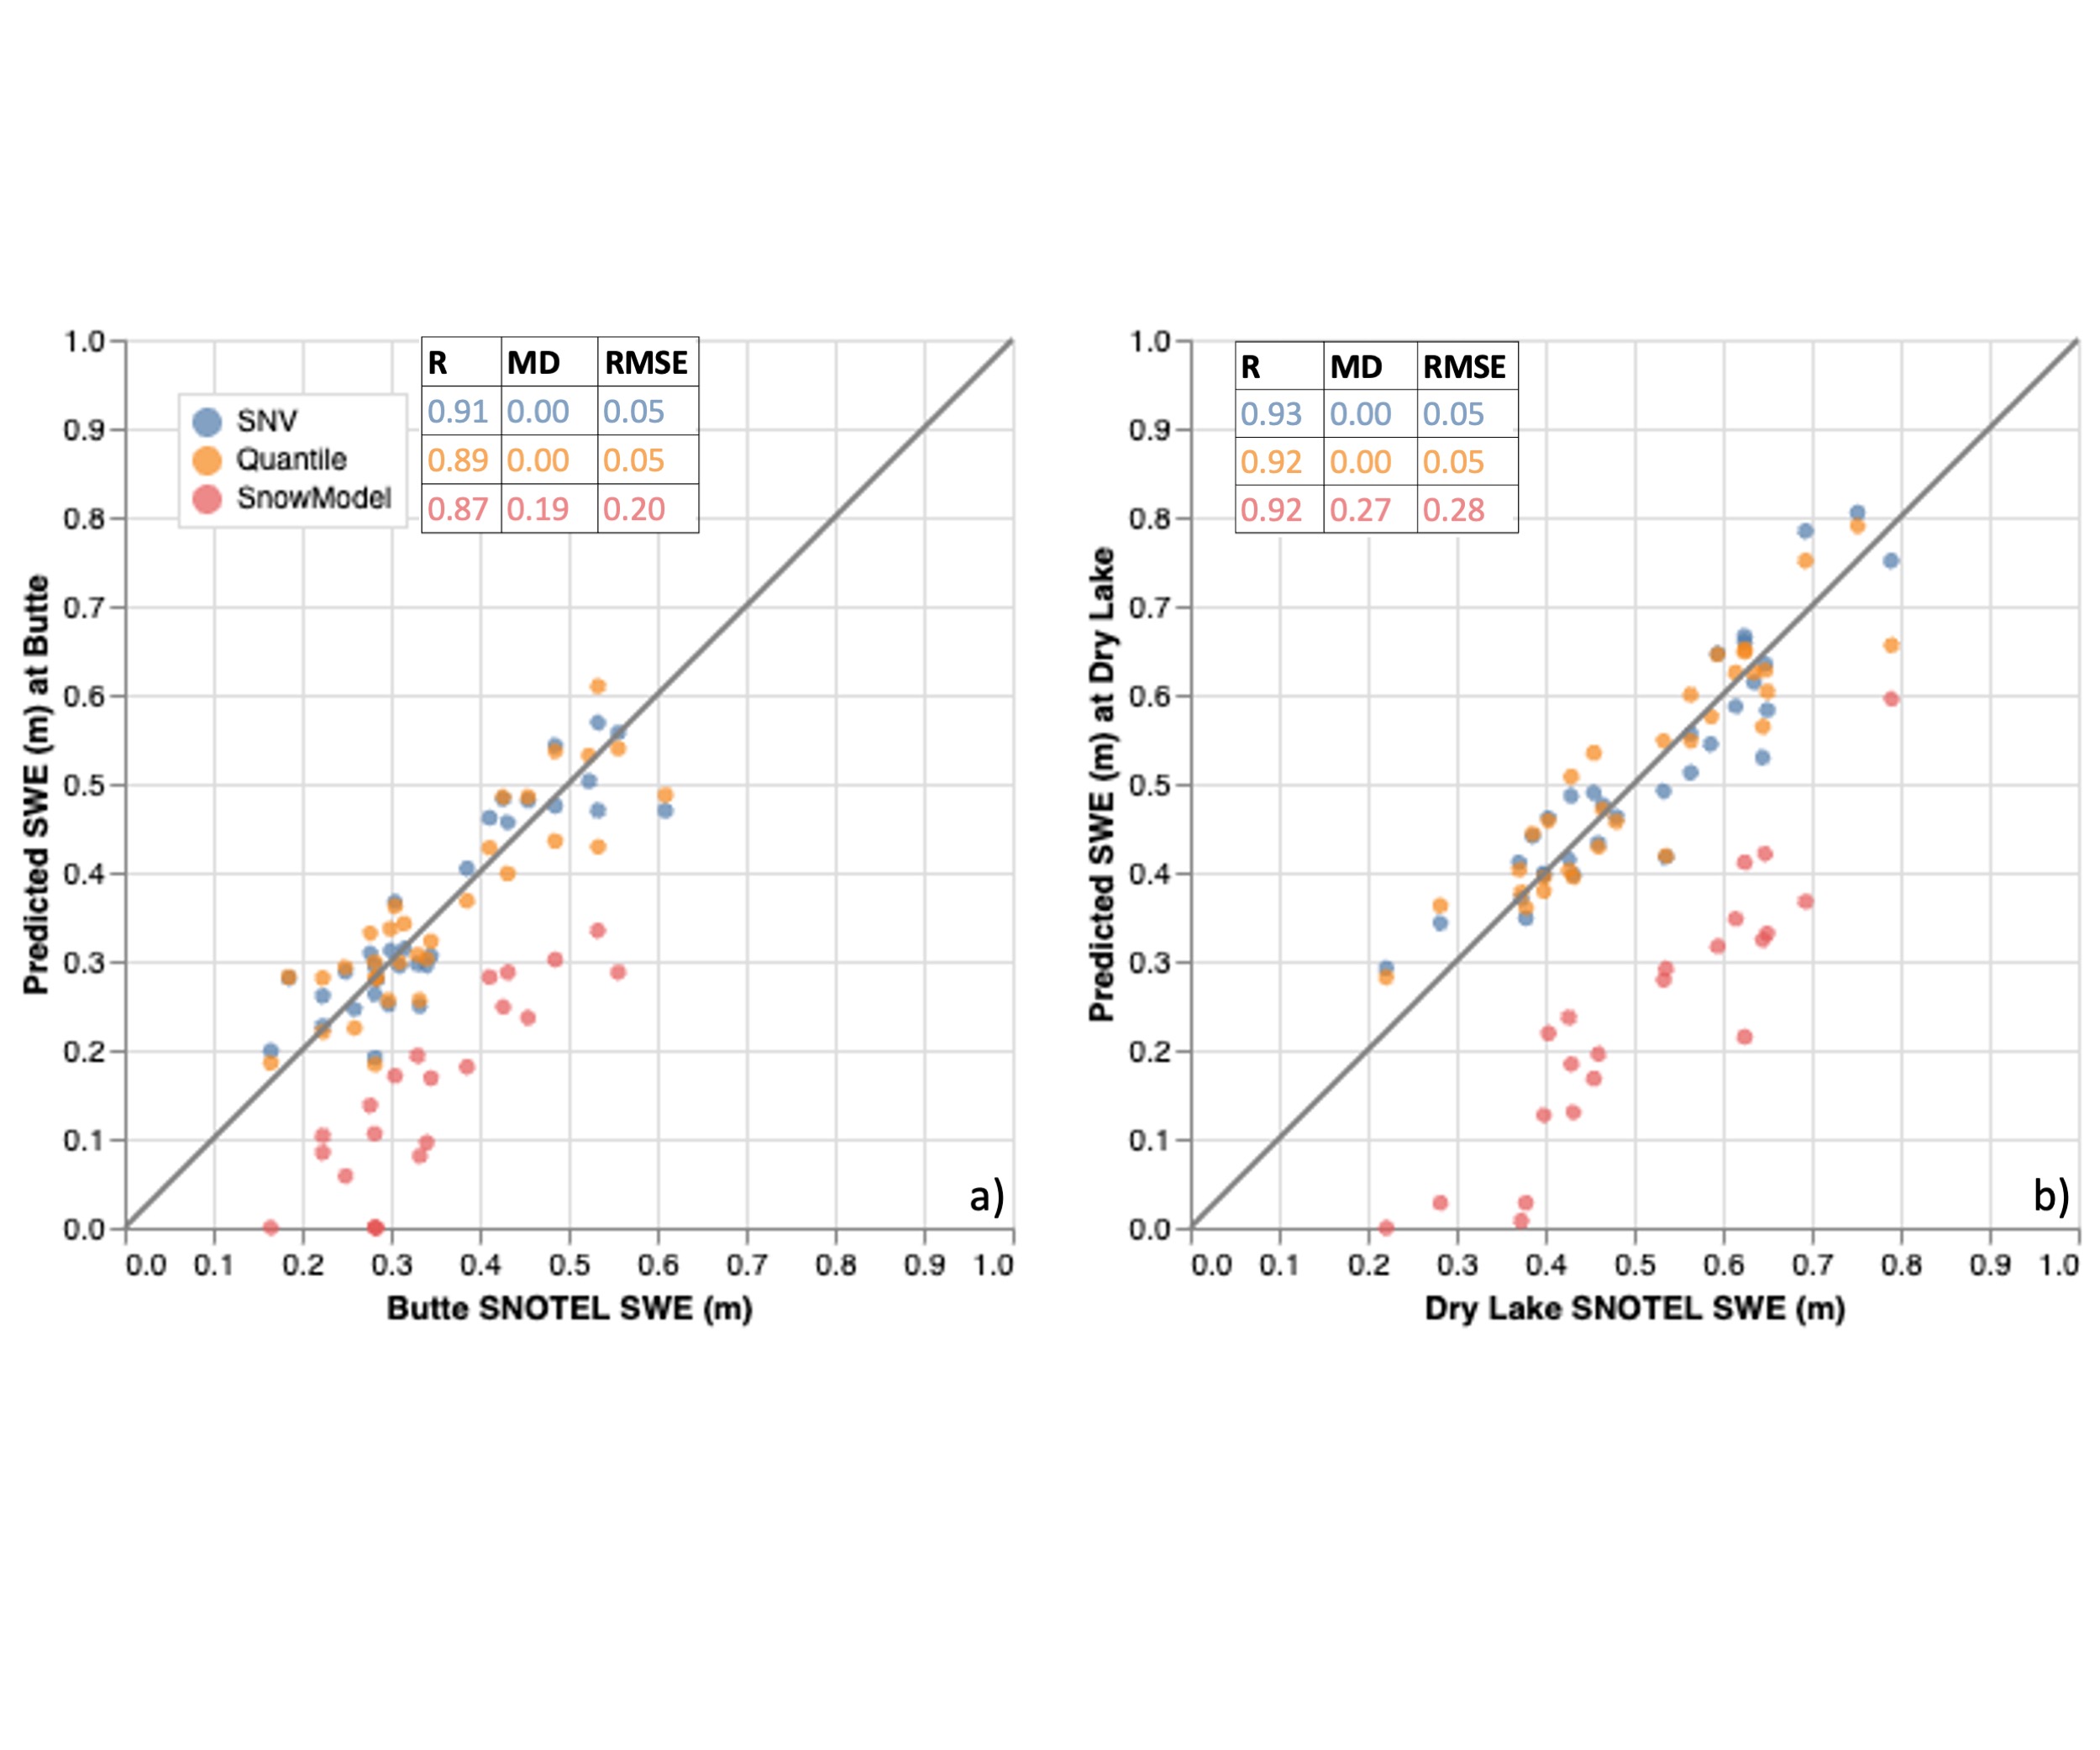 R MD RMSE
0.91 0.00 0.05
0.89 0.00 0.05
0.87 0.19 0.20
SNV
Quantile
SnowModel
1.0
0.9
0.8
0.7
0.6
0.5
0.4
0.3
0.2
0.1
0.0
Predicted SWE (m) at Butte
a)
0.0 0.1 0.2 0.3 0.4 0.5 0.6 0.7 0.8 0.9 1.0
Butte SNOTEL SWE (m)
R MD RMSE
0.93 0.00 0.05
0.92 0.00 0.05
0.92 0.27 0.28
1.0
0.9
0.8
0.7
0.6
0.5
0.4
0.3
0.2
0.1
0.0
Predicted SWE (m) at Dry Lake
b)
0.0 0.1 0.2 0.3 0.4 0.5 0.6 0.7 0.8 0.9 1.0
Dry Lake SNOTEL SWE (m)